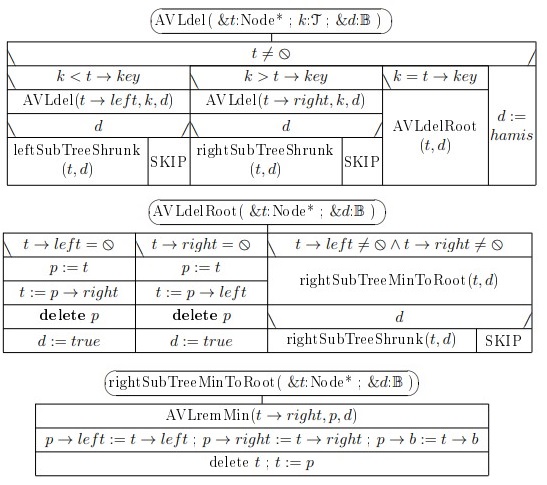 AVLdel( &t:Node* ; k:𝒯 ; &d:𝔹 )
t ≠ ⦸
k < t → key
k > t → key
k = t → key
d := hamis
AVLdel(t → left, k, d)
AVLdel(t → right, k, d)
AVLdelRoot
(t, d)
d
d
leftSubTreeShrunk
(t, d)
SKIP
rightSubTreeShrunk
(t, d)
SKIP
AVLdelRoot( &t:Node* ; &d:𝔹 )
t → left = ⦸
t → right = ⦸
t → left ≠ ⦸ ∧ t → right ≠ ⦸
p := t
p := t
rightSubTreeMinToRoot(t, d)
t := p → right
t := p → left
delete p
delete p
d
d := true
d := true
rightSubTreeShrunk(t, d)
SKIP
rightSubTreeMinToRoot( &t:Node* ; &d:𝔹 )
AVLremMin(t → right, p, d)
p → left := t → left ; p → right := t → right ; p → b := t → b
delete t ; t := p